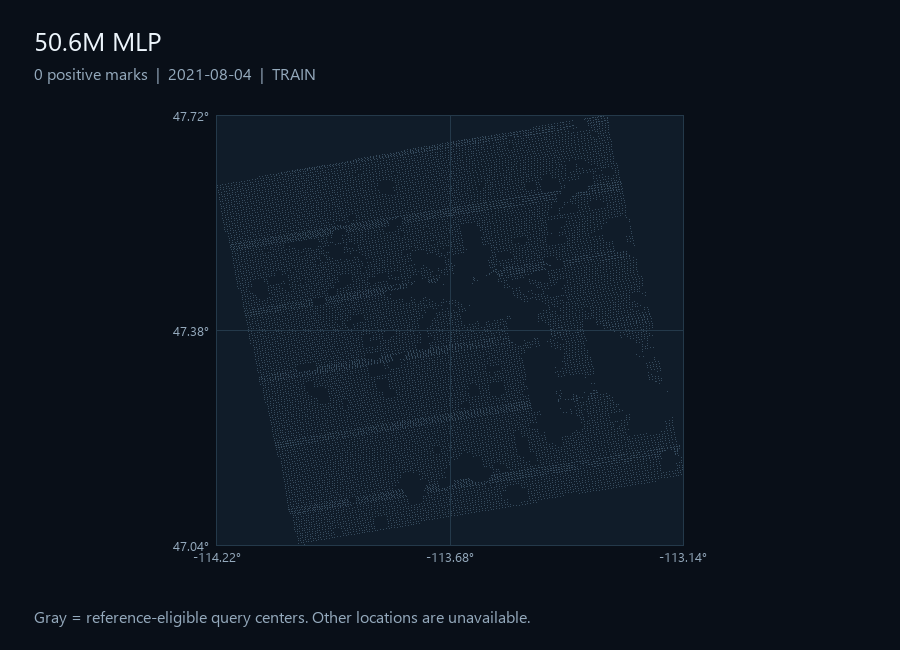 50.6M MLP
0 positive marks | 2021-08-04 | TRAIN
47.72°
47.38°
47.04°
-114.22° -113.68° -113.14°
Gray = reference-eligible query centers. Other locations are unavailable.